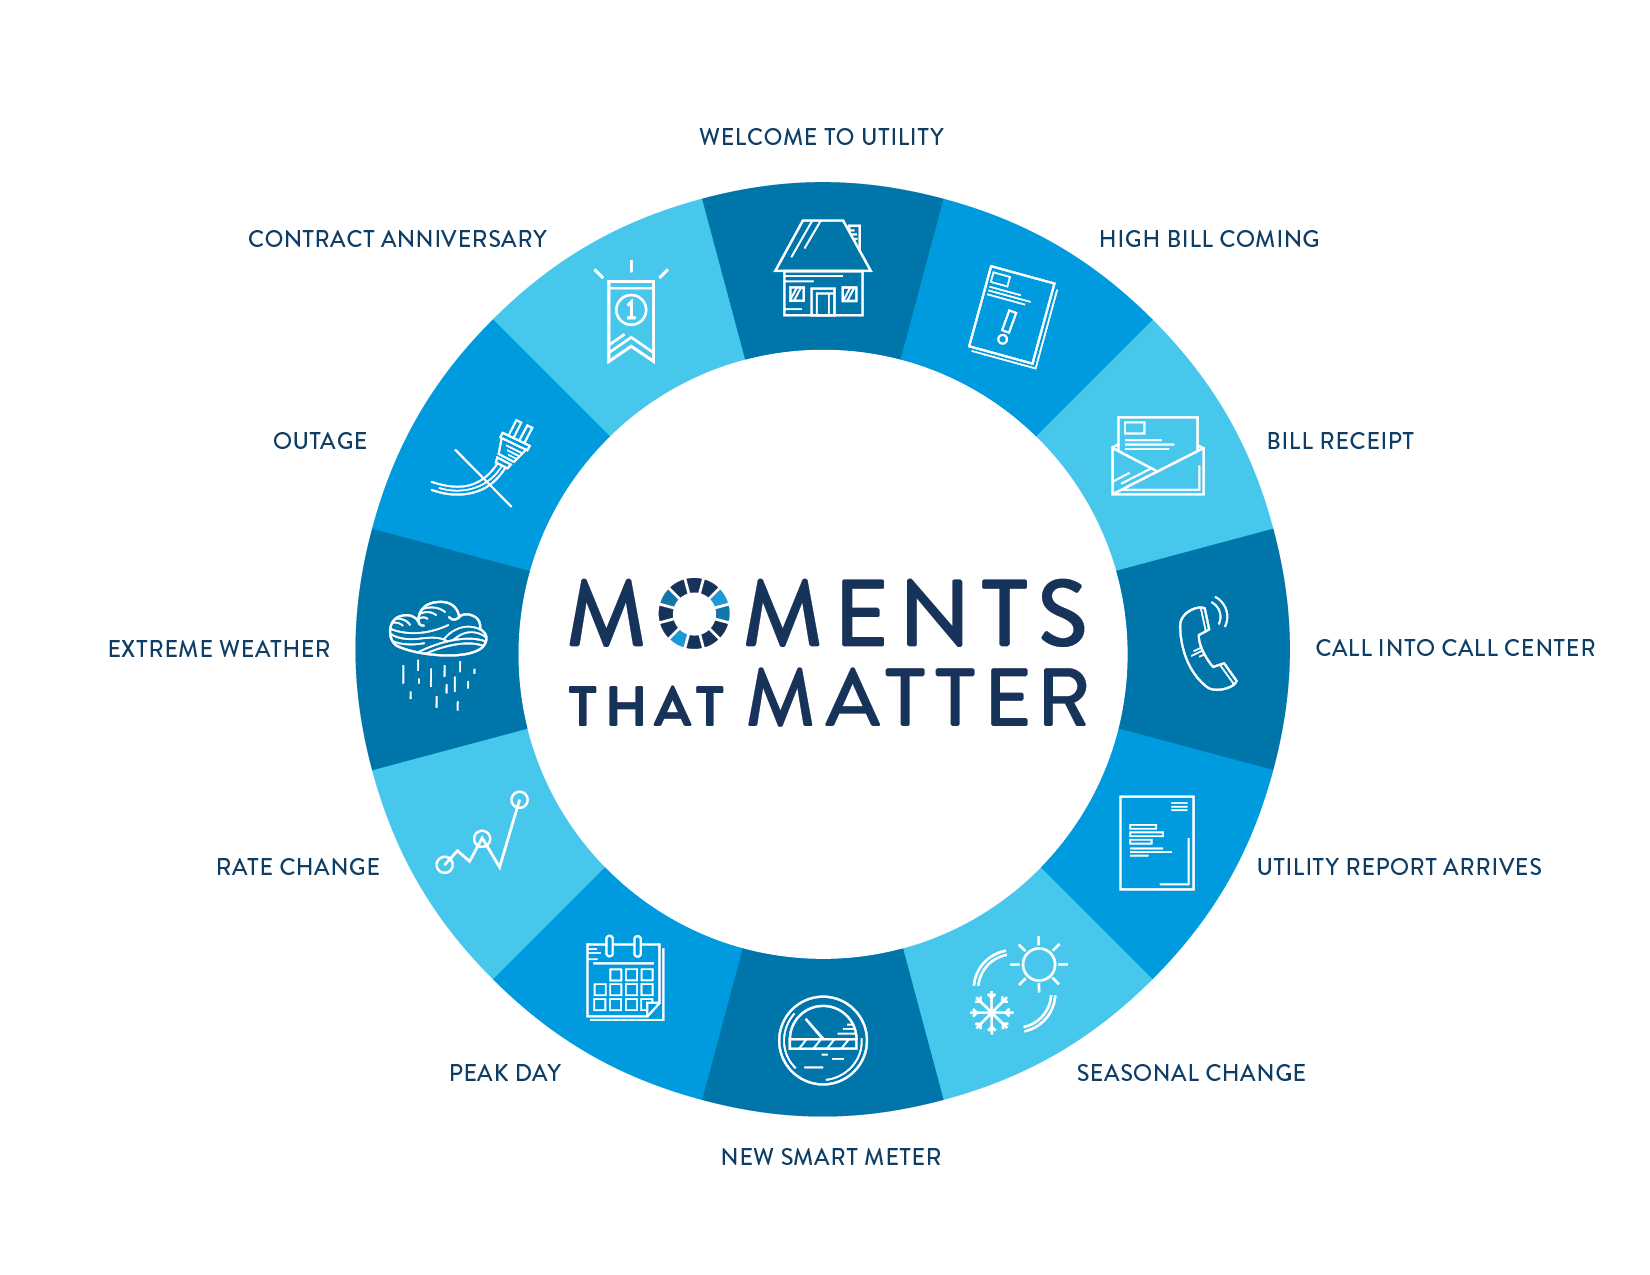 WELCOME TO UTILITY
HIGH BILL COMING
BILL RECEIPT
CALL INTO CALL CENTER
UTILITY REPORT ARRIVES
SEASONAL CHANGE
NEW SMART METER
PEAK DAY
RATE CHANGE
EXTREME WEATHER
OUTAGE
CONTRACT ANNIVERSARY
1
!
MOMENTS
THAT MATTER